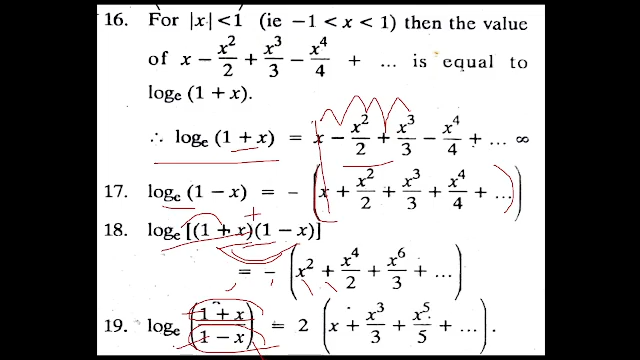 16. For |x| < 1 (ie −1 < x < 1) then the value
of x − x²/2 + x³/3 − x⁴/4 + ... is equal to
logₑ (1 + x).
∴ logₑ (1 + x) = x − x²/2 + x³/3 − x⁴/4 + ... ∞
17. logₑ (1 − x) = − (x + x²/2 + x³/3 + x⁴/4 + ...)
18. logₑ [(1 + x)(1 − x)]
= − (x² + x⁴/2 + x⁶/3 + ...)
19. logₑ ((1 + x)/(1 − x)) = 2 (x + x³/3 + x⁵/5 + ...).